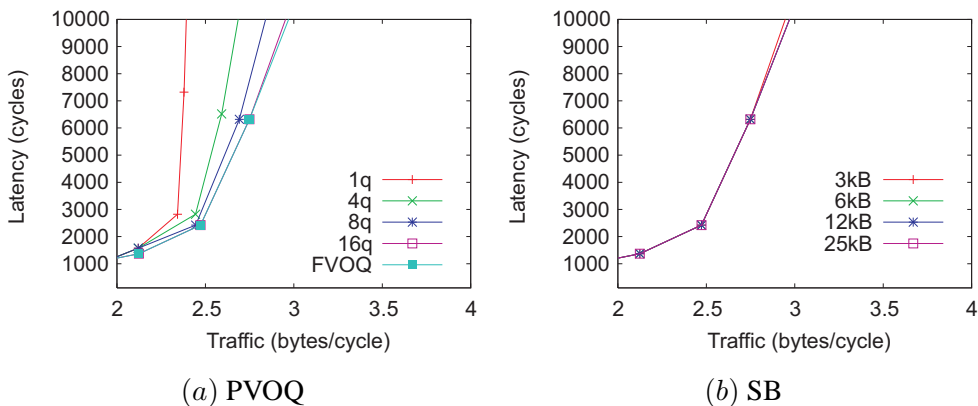 10000
9000
8000
7000
6000
5000
4000
3000
2000
1000
Latency (cycles)
1q
4q
8q
16q
FVOQ
2 2.5 3 3.5 4
Traffic (bytes/cycle)
(a) PVOQ
10000
9000
8000
7000
6000
5000
4000
3000
2000
1000
Latency (cycles)
3kB
6kB
12kB
25kB
2 2.5 3 3.5 4
Traffic (bytes/cycle)
(b) SB